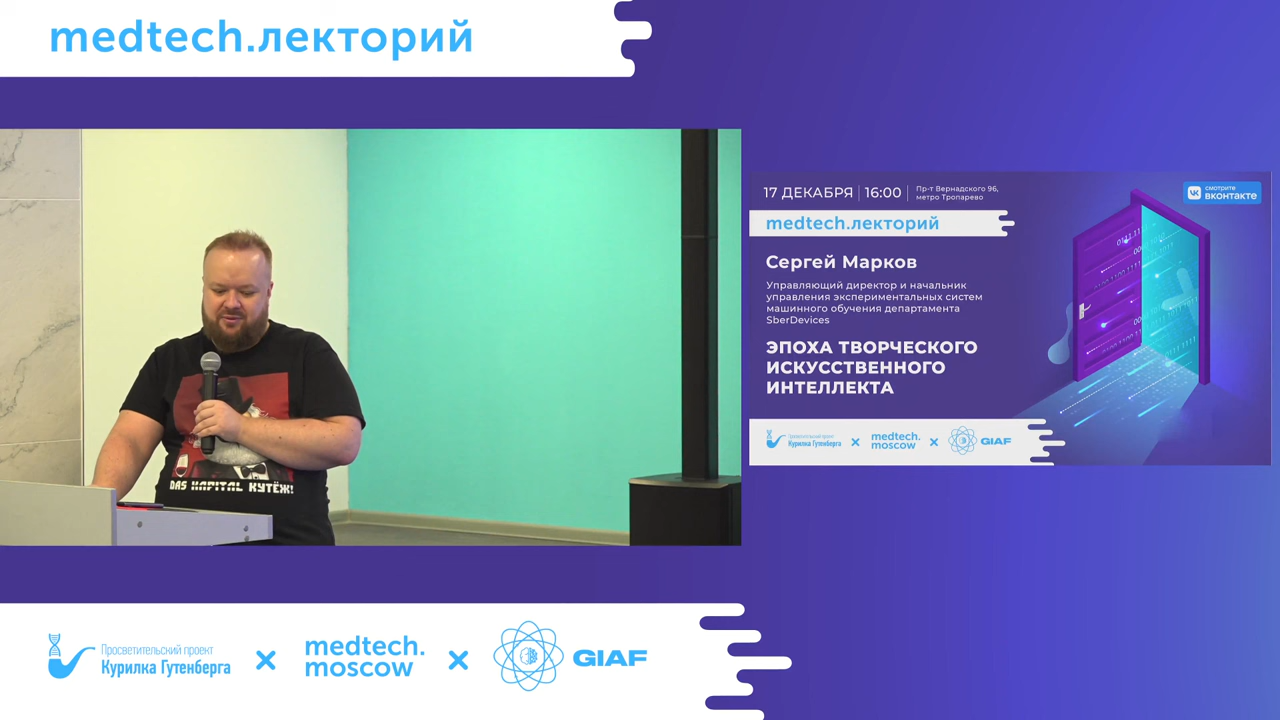 medtech.лекторий
DAS KAPITAL КУТЁЖ!
17 ДЕКАБРЯ
16:00
Пр-т Вернадского 96,
метро Тропарево
смотрите
вконтакте
medtech.лекторий
Сергей Марков
Управляющий директор и начальник
управления экспериментальных систем
машинного обучения департамента
SberDevices
ЭПОХА ТВОРЧЕСКОГО
ИСКУССТВЕННОГО
ИНТЕЛЛЕКТА
Просветительский проект
Курилка Гутенберга
medtech.
moscow
GIAF
Просветительский проект
Курилка Гутенберга
medtech.
moscow
GIAF